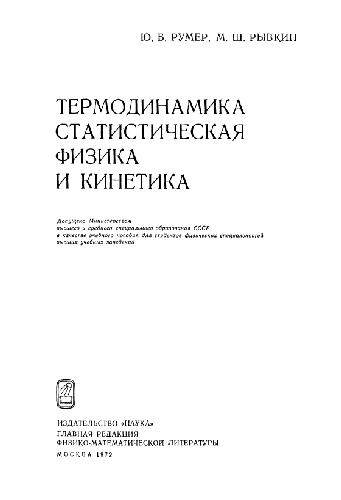 Ю. Б. РУМЕР, М. Ш. РЫВКИН
ТЕРМОДИНАМИКА
СТАТИСТИЧЕСКАЯ
ФИЗИКА
И КИНЕТИКА
Допущено Министерством
высшего и среднего специального образования СССР
в качестве учебного пособия для студентов физических специальностей
высших учебных заведений
ИЗДАТЕЛЬСТВО «НАУКА»
ГЛАВНАЯ РЕДАКЦИЯ
ФИЗИКО-МАТЕМАТИЧЕСКОЙ ЛИТЕРАТУРЫ
МОСКВА 1972